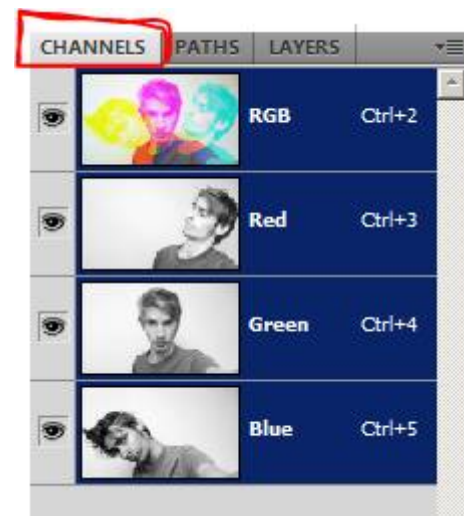 CHANNELS PATHS LAYERS
RGB Ctrl+2
Red Ctrl+3
Green Ctrl+4
Blue Ctrl+5